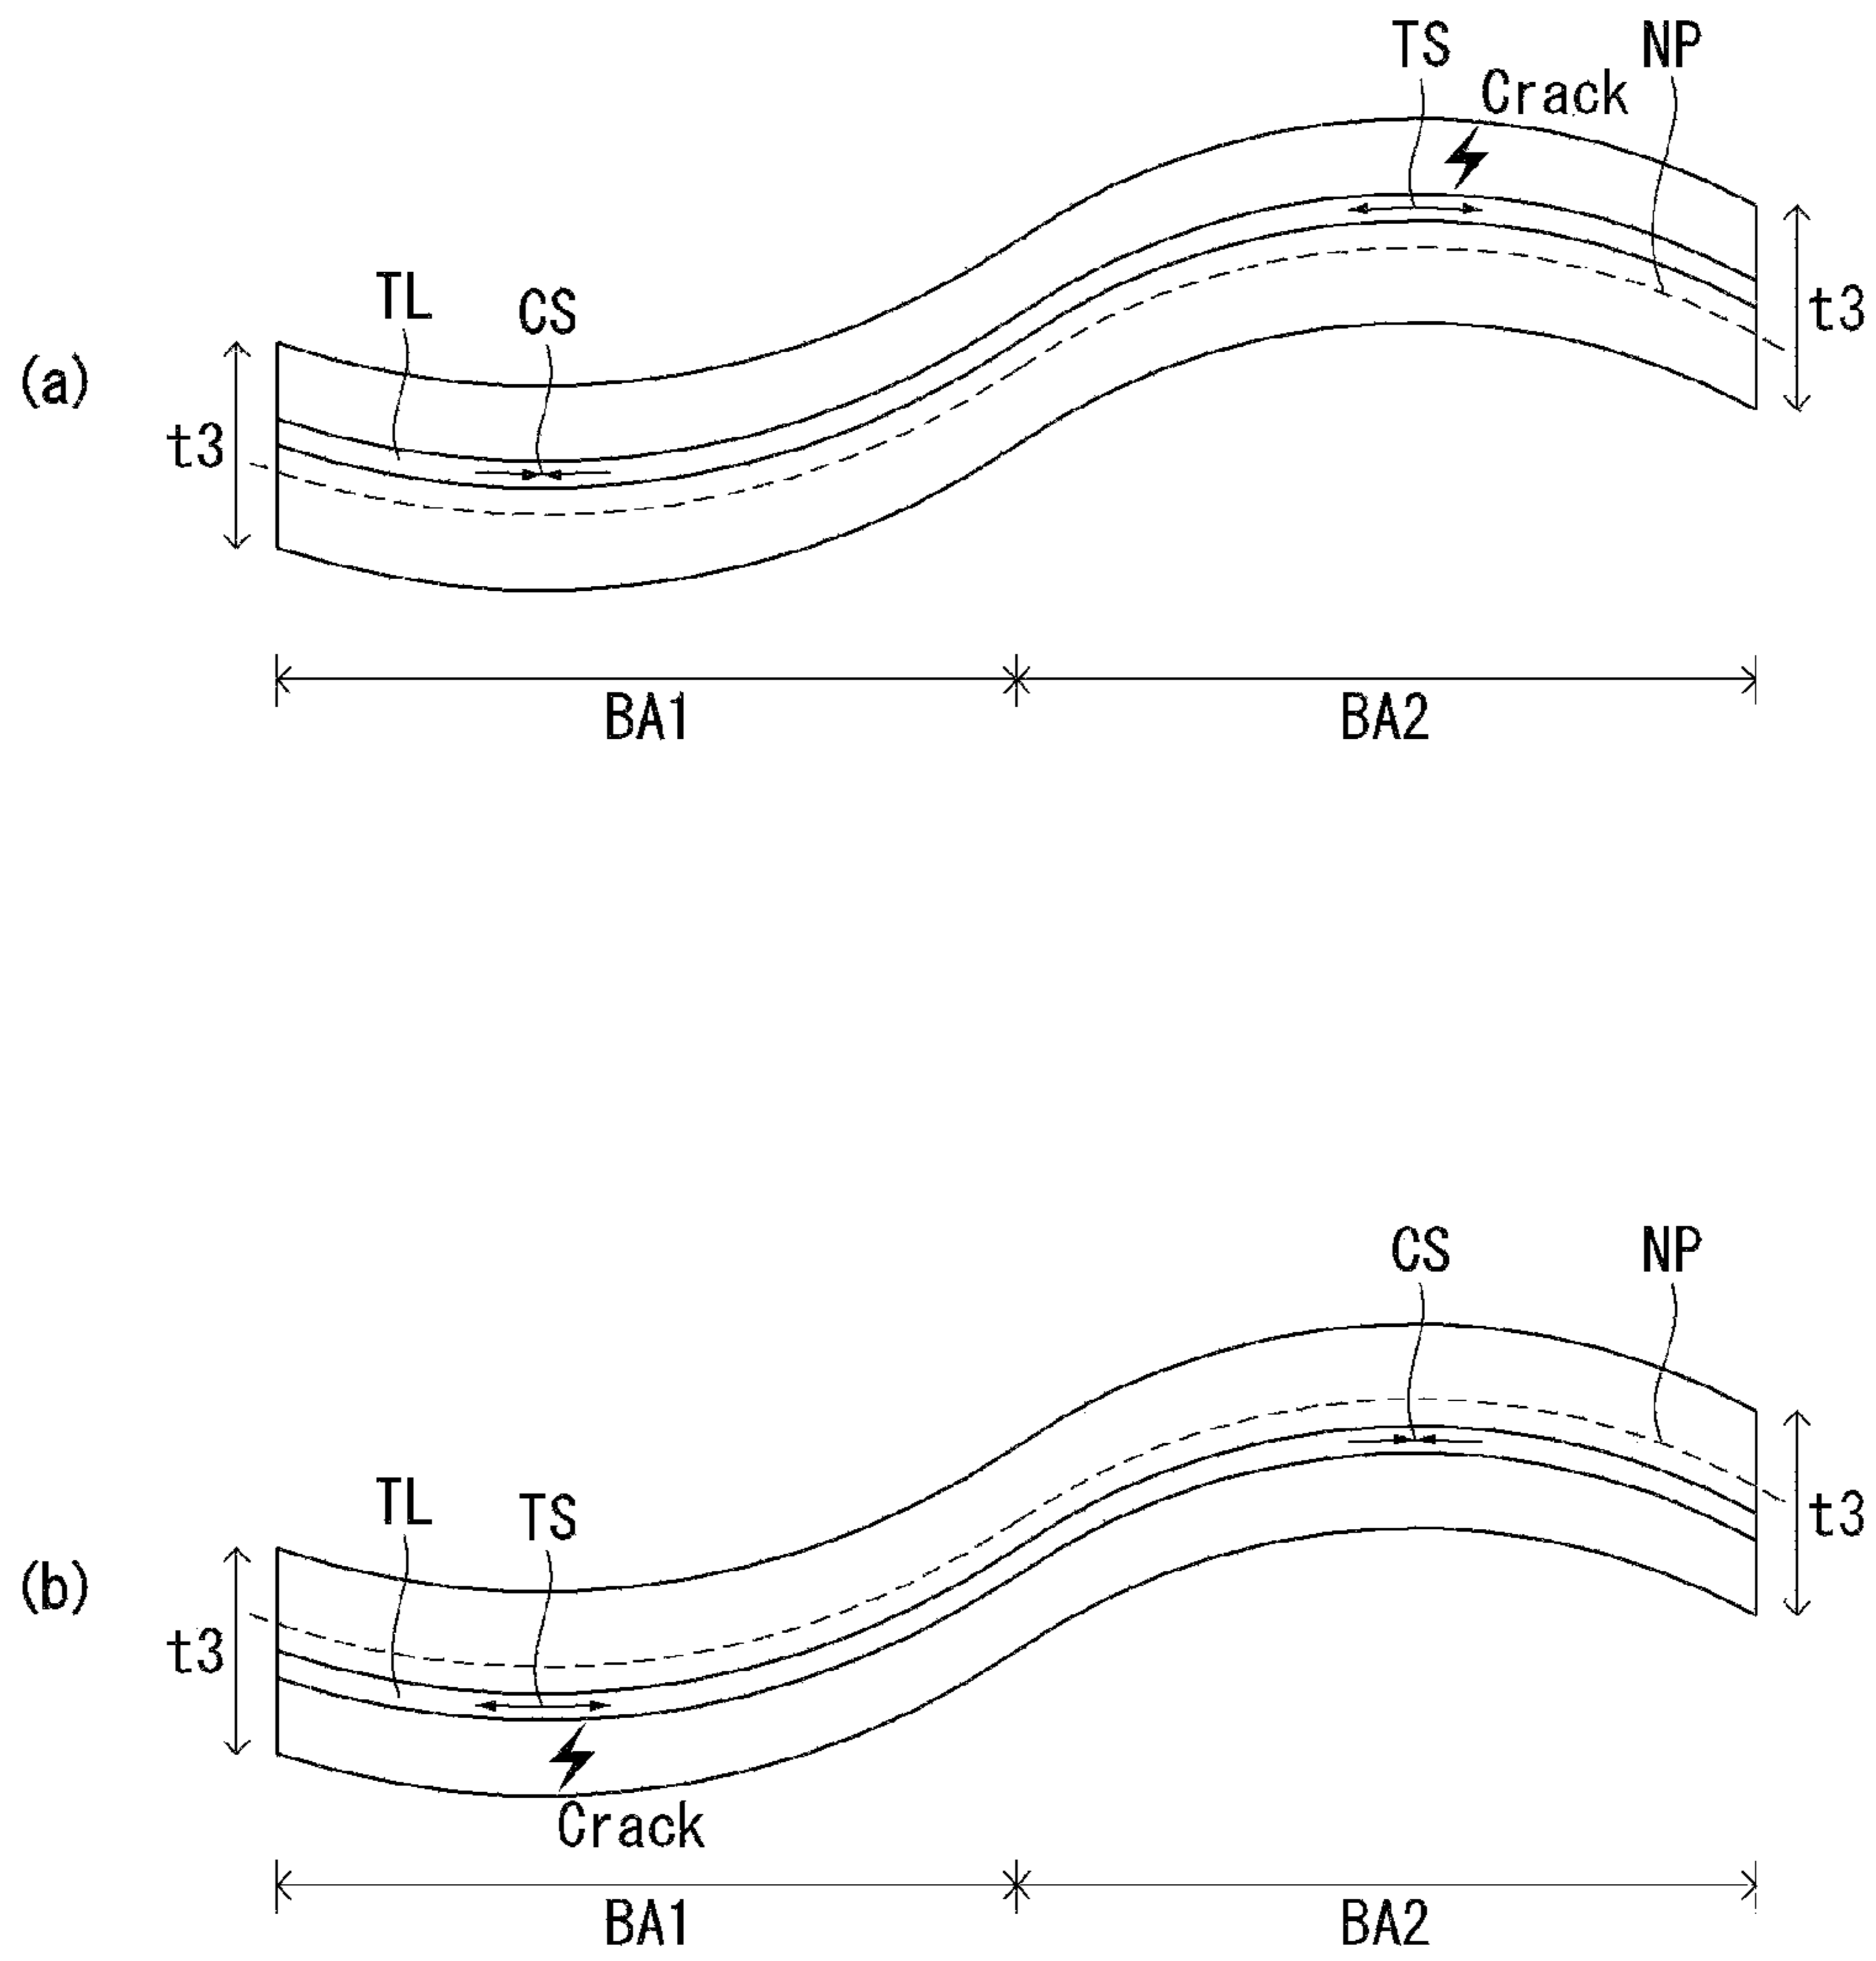 TS NP
Crack
TL CS
(a) t3 t3
BA1 BA2
CS NP
TL TS
(b) t3 t3
Crack
BA1 BA2